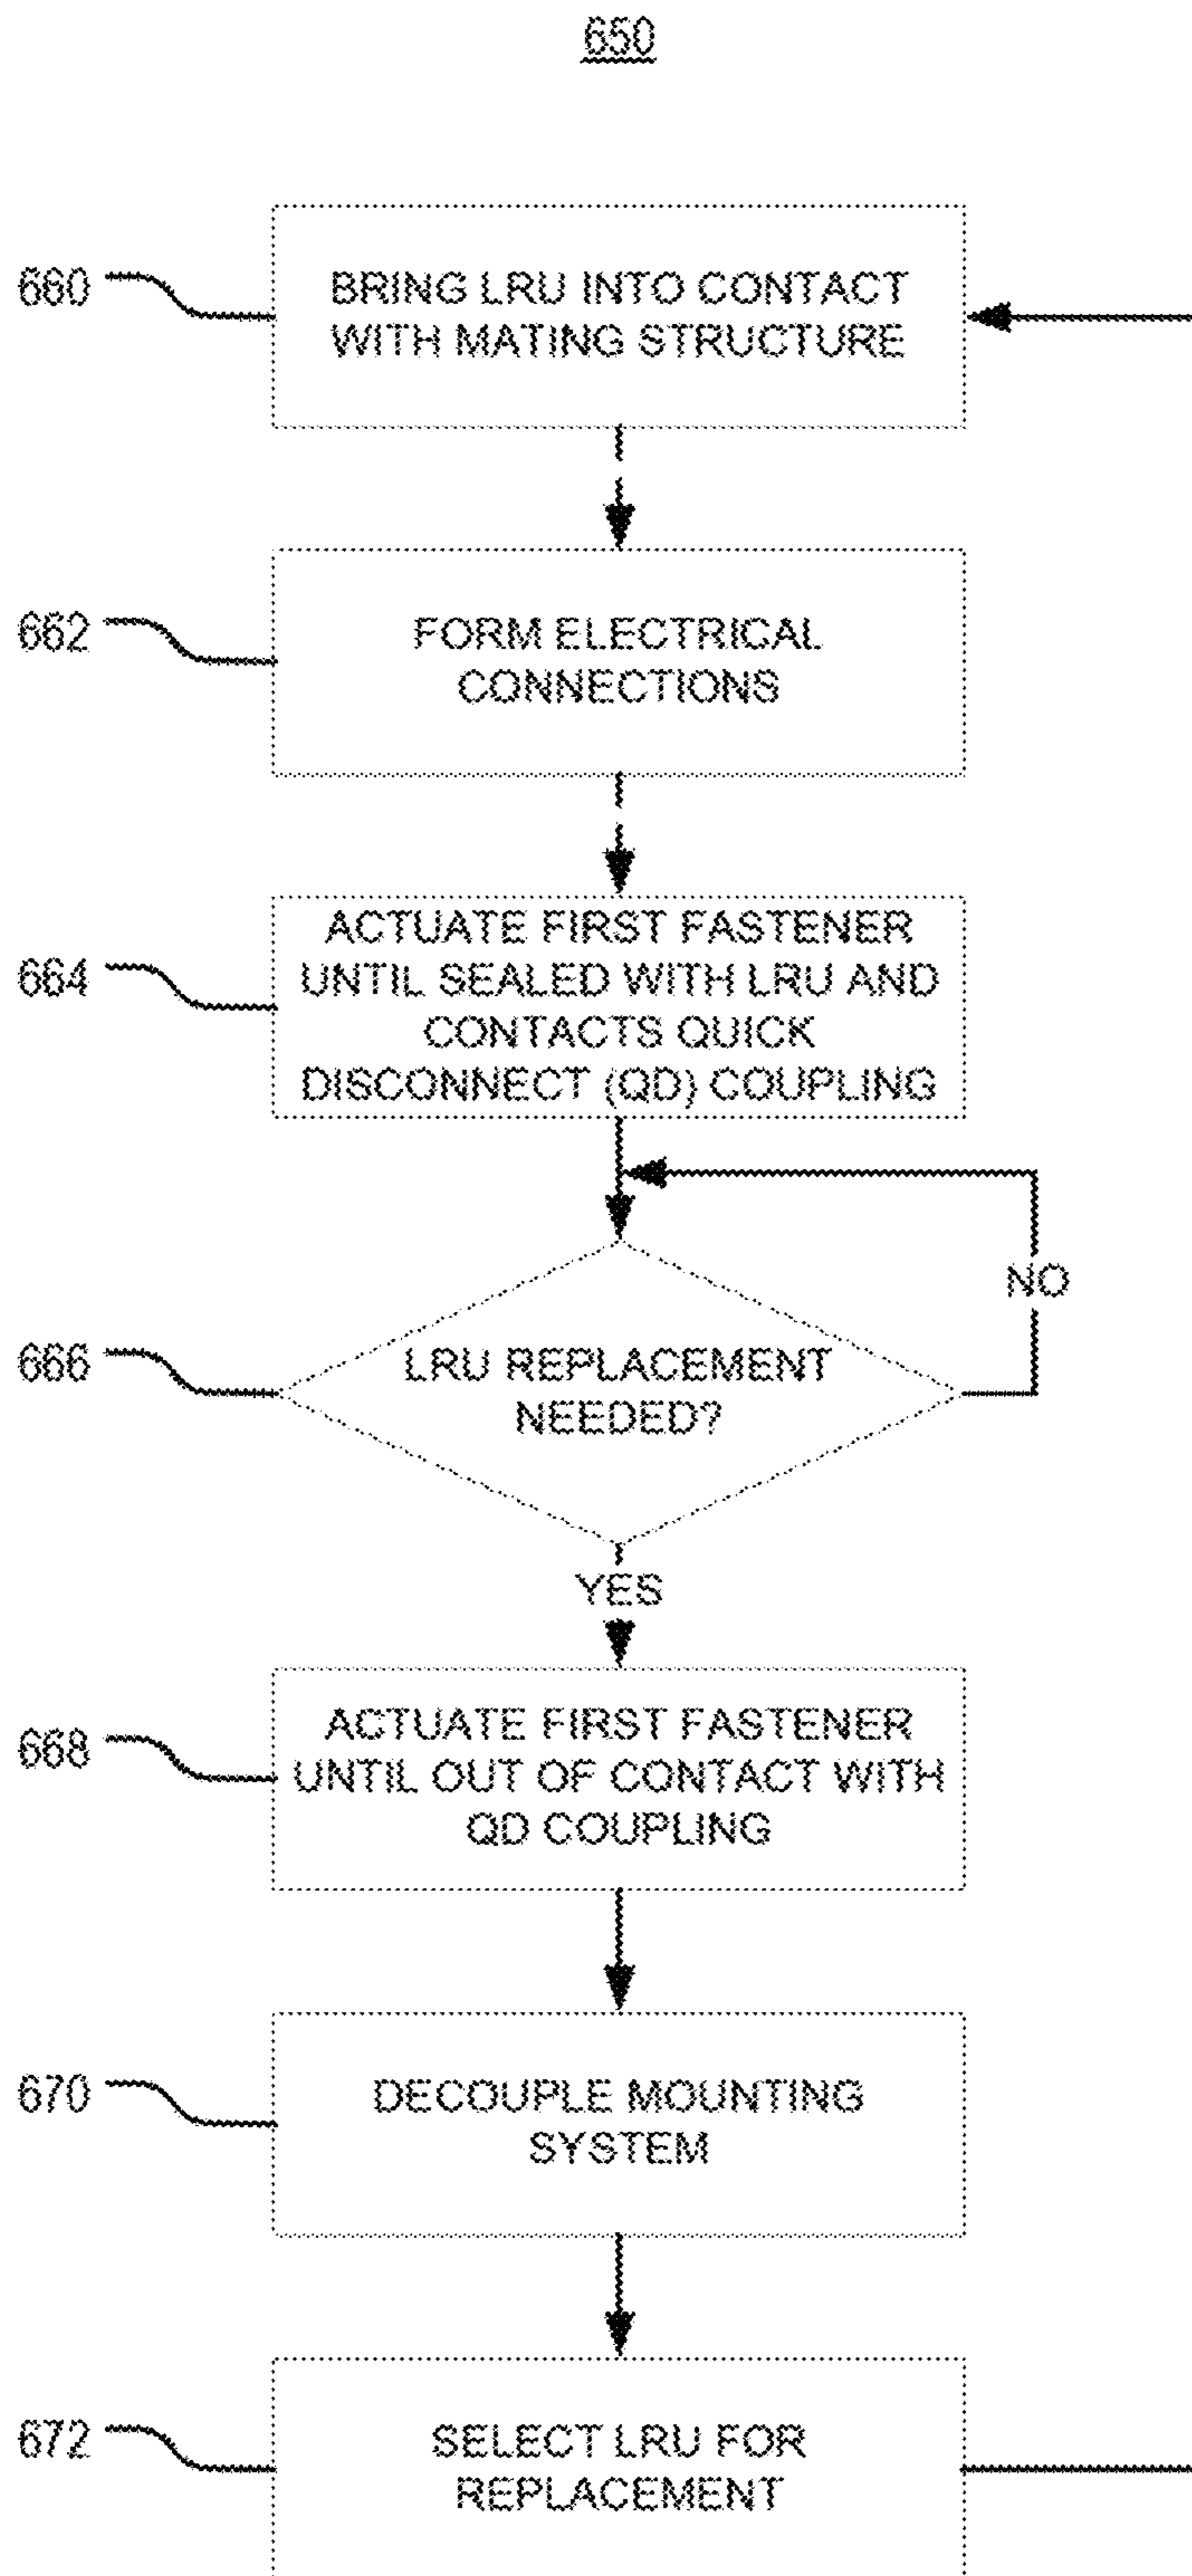 650
660
BRING LRU INTO CONTACT
WITH MATING STRUCTURE
662
FORM ELECTRICAL
CONNECTIONS
664
ACTUATE FIRST FASTENER
UNTIL SEALED WITH LRU AND
CONTACTS QUICK
DISCONNECT (QD) COUPLING
666
LRU REPLACEMENT
NEEDED?
NO
YES
668
ACTUATE FIRST FASTENER
UNTIL OUT OF CONTACT WITH
QD COUPLING
670
DECOUPLE MOUNTING
SYSTEM
672
SELECT LRU FOR
REPLACEMENT